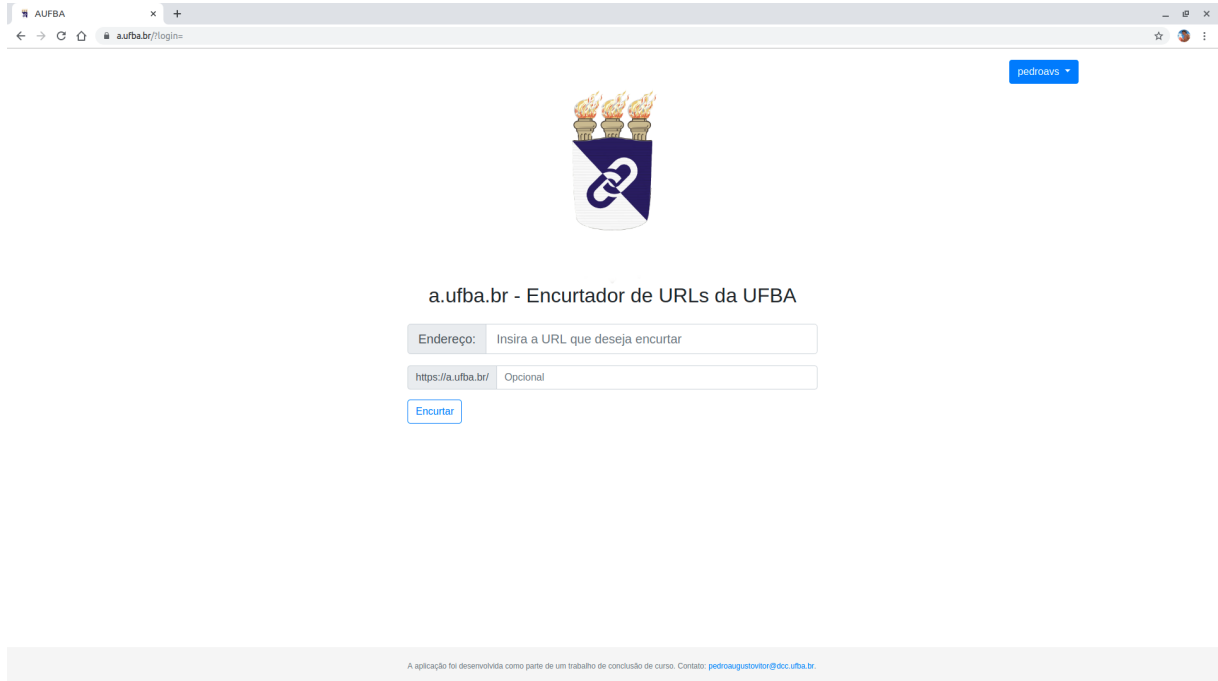 AUFBA
a.ufba.br/?login=
pedroavs
a.ufba.br - Encurtador de URLs da UFBA
Endereço: Insira a URL que deseja encurtar
https://a.ufba.br/ Opcional
Encurtar
A aplicação foi desenvolvida como parte de um trabalho de conclusão de curso. Contato: pedroaugustovitor@dcc.ufba.br.